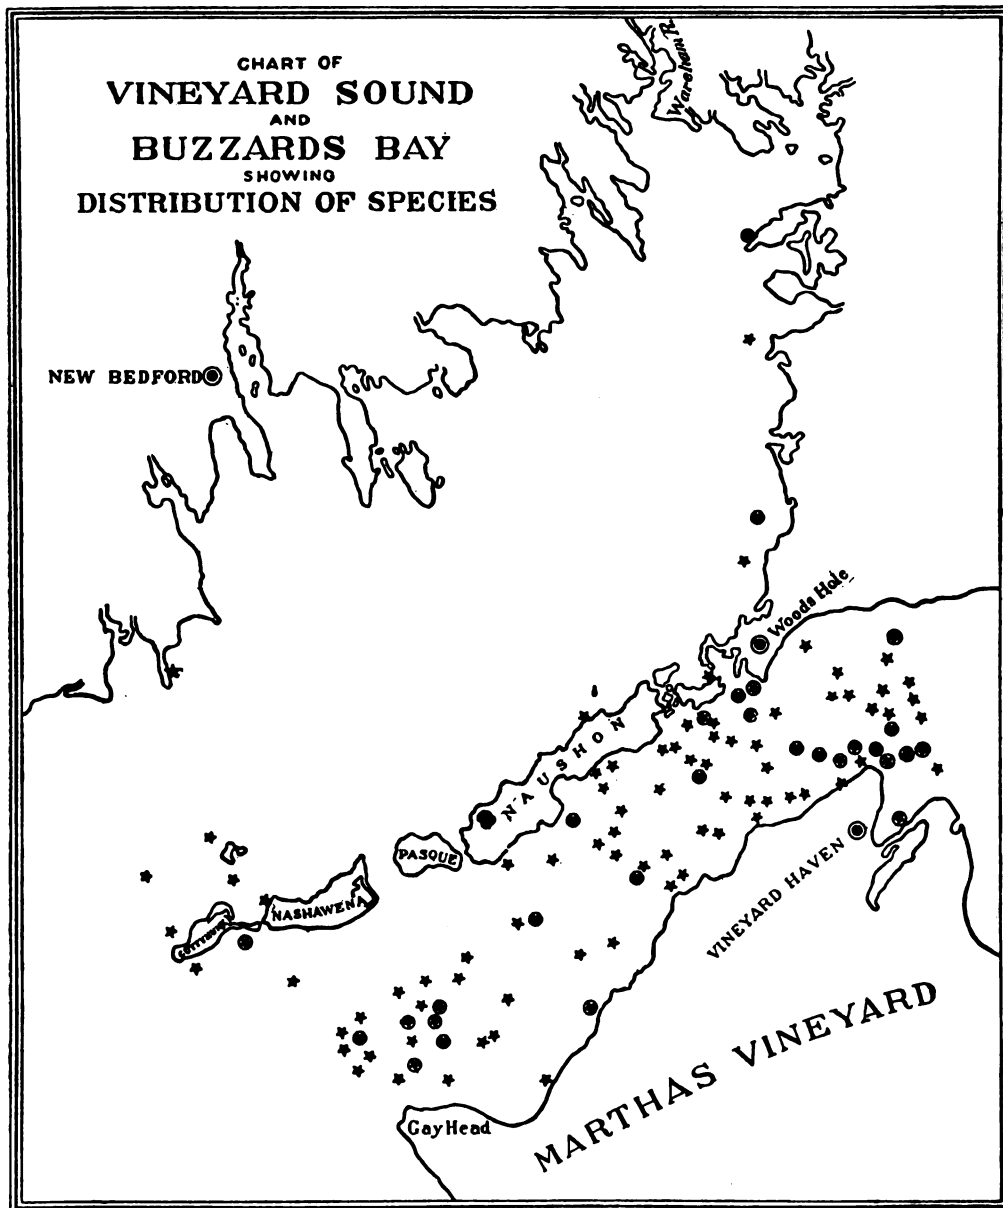 CHART OF
VINEYARD SOUND
AND
BUZZARDS BAY
SHOWING
DISTRIBUTION OF SPECIES
Wareham R.
NEW BEDFORD
Woods Hole
NAUSHON
PASQUE
NASHAWENA
VINEYARD HAVEN
MARTHAS VINEYARD
Gay Head